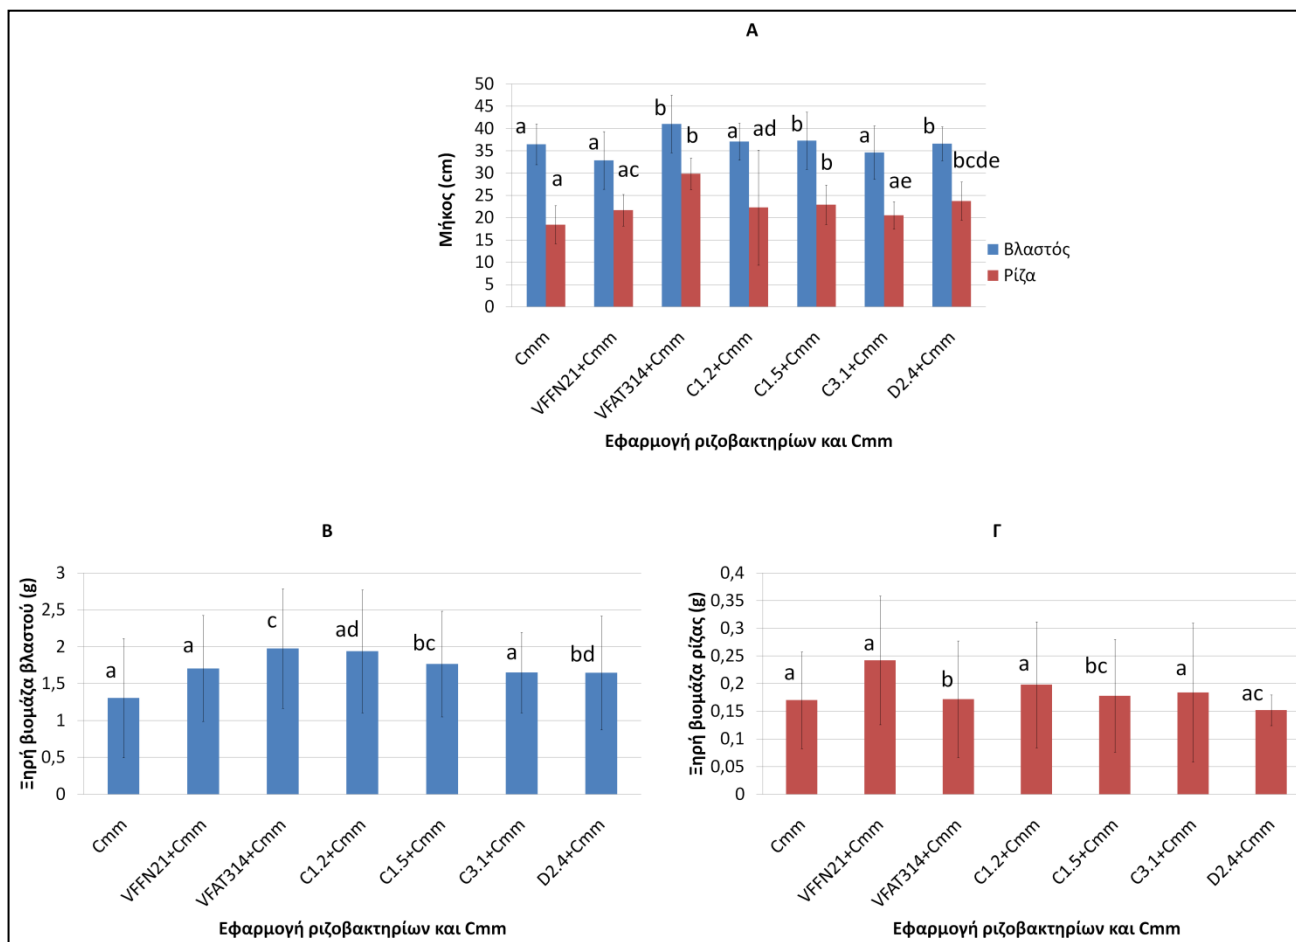 Α
50
45
40
35
30
25
20
15
10
5
0
Μήκος (cm)
a a a ac b b a ad b b a ae b bcde
Βλαστός
Ρίζα
Cmm VFFN21+Cmm VFAT314+Cmm C1.2+Cmm C1.5+Cmm C3.1+Cmm D2.4+Cmm
Εφαρμογή ριζοβακτηρίων και Cmm
Β
3
2,5
2
1,5
1
0,5
0
Ξηρή βιομάζα βλαστού (g)
a a c ad bc a bd
Cmm VFFN21+Cmm VFAT314+Cmm C1.2+Cmm C1.5+Cmm C3.1+Cmm D2.4+Cmm
Εφαρμογή ριζοβακτηρίων και Cmm
Γ
0,4
0,35
0,3
0,25
0,2
0,15
0,1
0,05
0
Ξηρή βιομάζα ρίζας (g)
a a b a bc a ac
Cmm VFFN21+Cmm VFAT314+Cmm C1.2+Cmm C1.5+Cmm C3.1+Cmm D2.4+Cmm
Εφαρμογή ριζοβακτηρίων και Cmm